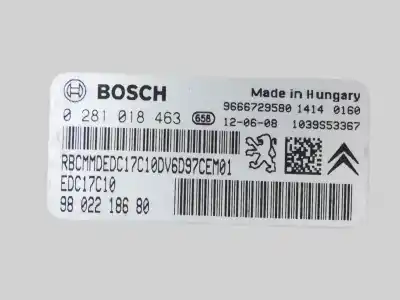 BOSCH
Made in Hungary
9666729580 1414 0160
0 281 018 463 658 12-06-08 1039S53367
RBCMMDEDC17C10DV6D97CEM01
EDC17C10
98 022 186 80